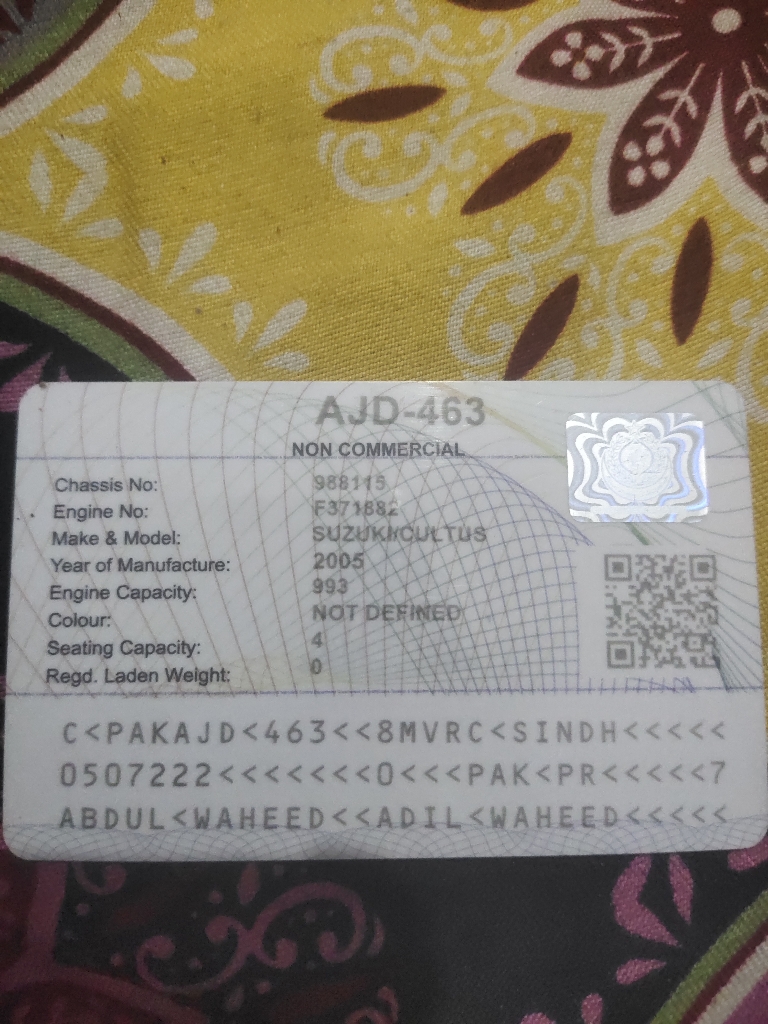 AJD-463
NON COMMERCIAL
Chassis No: 988115
Engine No: F371882
Make & Model: SUZUKI/CULTUS
Year of Manufacture: 2005
Engine Capacity: 993
Colour: NOT DEFINED
Seating Capacity: 4
Regd. Laden Weight: 0
C<PAKAJD<463<<8MVRC<SINDH<<<<<
0507222<<<<<<<0<<<PAK<PR<<<<<7
ABDUL<WAHEED<<ADIL<WAHEED<<<<<